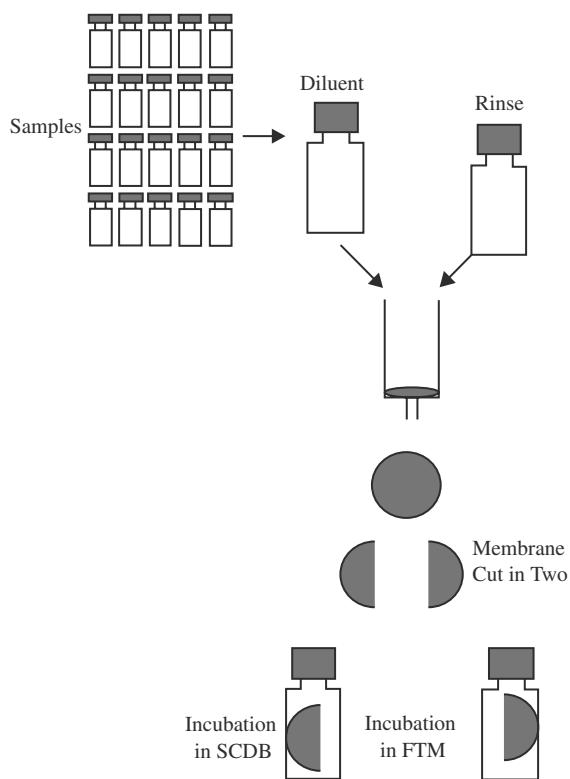 Samples
Diluent
Rinse
Membrane
Cut in Two
Incubation
in SCDB
Incubation
in FTM